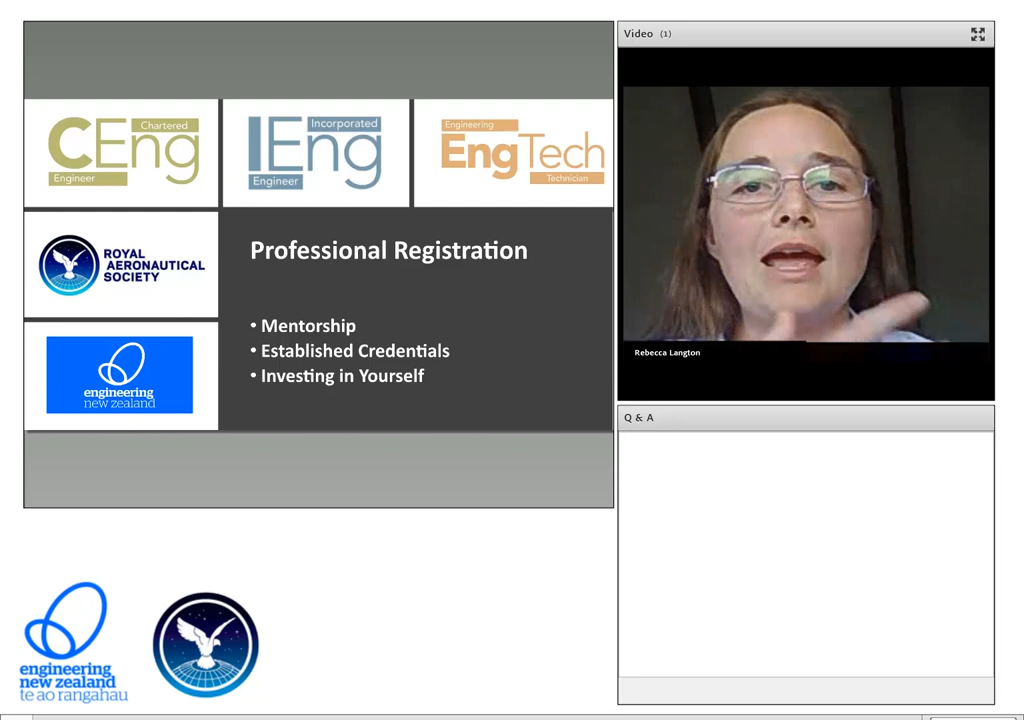 Chartered
CEng
Engineer
Incorporated
IEng
Engineer
Engineering
EngTech
Technician
ROYAL
AERONAUTICAL
SOCIETY
engineering
new zealand
Professional Registration
• Mentorship
• Established Credentials
• Investing in Yourself
Video (1)
Rebecca Langton
Q & A
engineering
new zealand
te ao rangahau